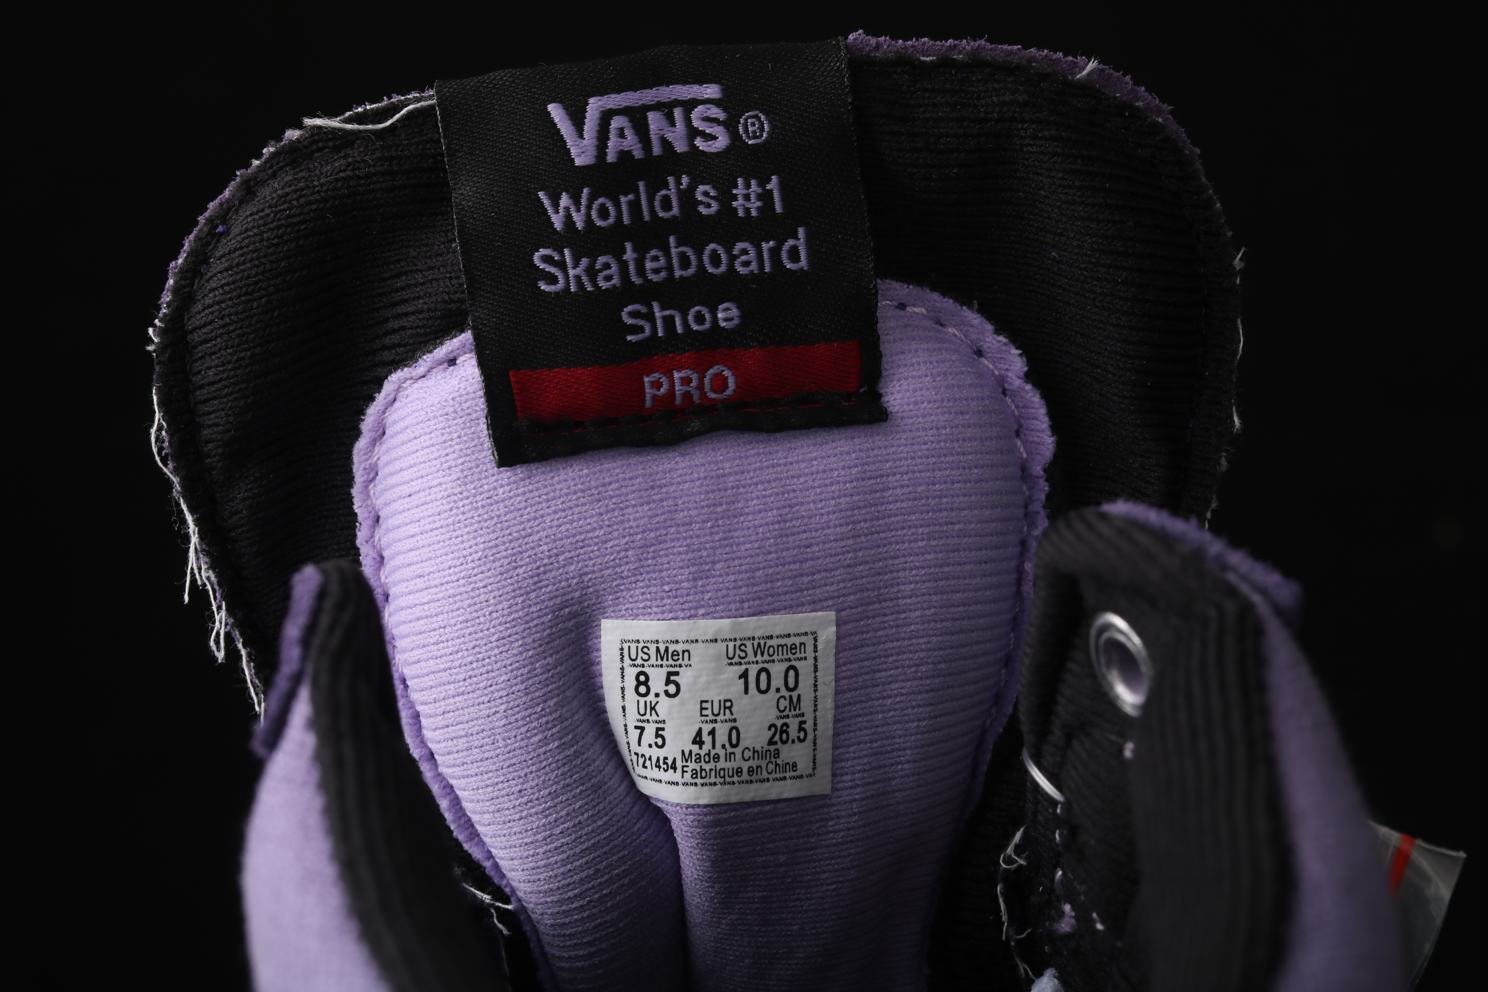 VANS®
World's #1
Skateboard
Shoe
PRO
US Men US Women
8.5 10.0
UK EUR CM
7.5 41.0 26.5
721454 Made in China
Fabrique en Chine